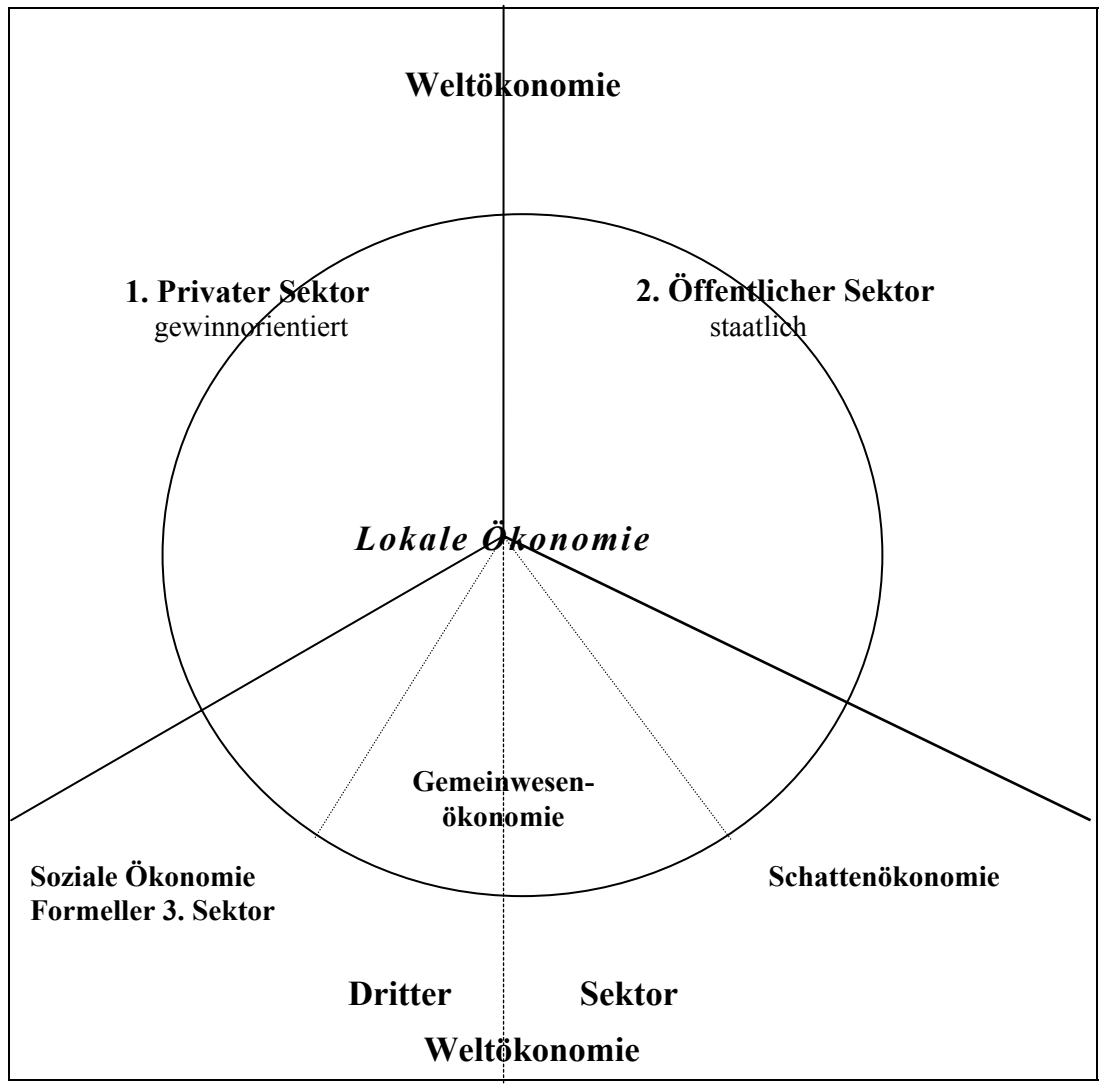 Weltökonomie
1. Privater Sektor
gewinnorientiert
2. Öffentlicher Sektor
staatlich
Lokale Ökonomie
Gemeinwesen-
ökonomie
Soziale Ökonomie
Formeller 3. Sektor
Schattenökonomie
Dritter Sektor
Weltökonomie